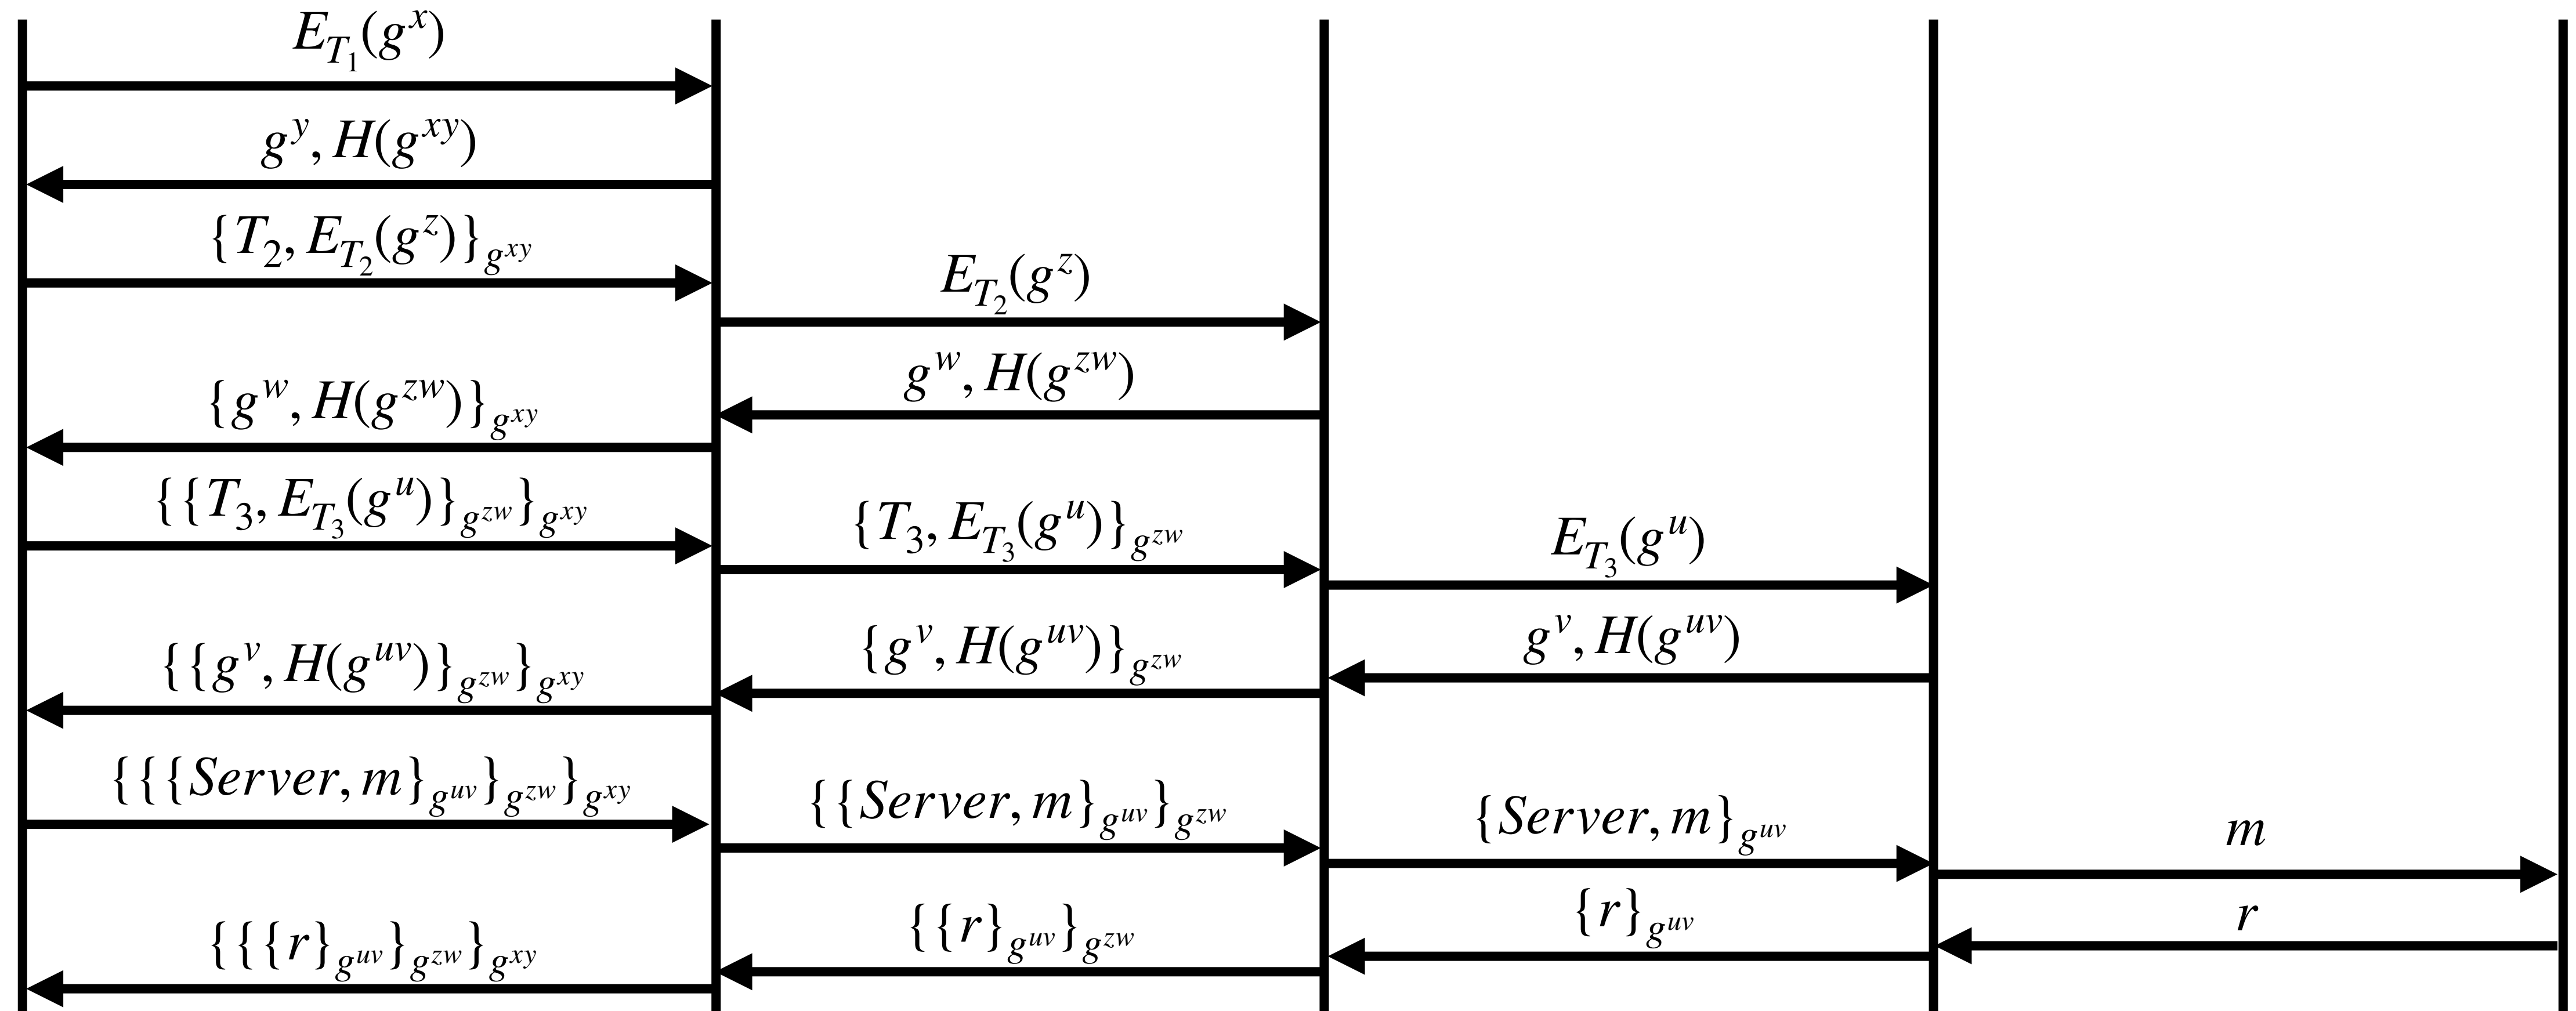 E_{T_1}(g^x)
g^y, H(g^{xy})
{T_2, E_{T_2}(g^z)}_{g^{xy}}
E_{T_2}(g^z)
g^w, H(g^{zw})
{g^w, H(g^{zw})}_{g^{xy}}
{{T_3, E_{T_3}(g^u)}_{g^{zw}}}_{g^{xy}}
{T_3, E_{T_3}(g^u)}_{g^{zw}}
E_{T_3}(g^u)
g^v, H(g^{uv})
{g^v, H(g^{uv})}_{g^{zw}}
{{g^v, H(g^{uv})}_{g^{zw}}}_{g^{xy}}
{{{Server, m}_{g^{uv}}}_{g^{zw}}}_{g^{xy}}
{{Server, m}_{g^{uv}}}_{g^{zw}}
{Server, m}_{g^{uv}}
m
r
{r}_{g^{uv}}
{{r}_{g^{uv}}}_{g^{zw}}
{{{r}_{g^{uv}}}_{g^{zw}}}_{g^{xy}}